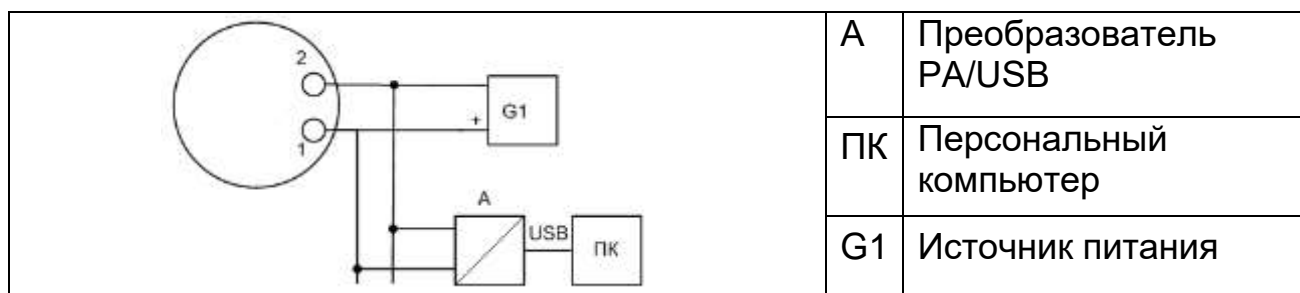 2
G1
+
1
A
USB
ПК
А
Преобразователь
PA/USB
ПК
Персональный
компьютер
G1
Источник питания